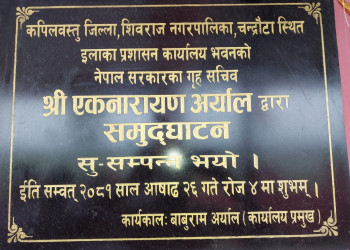 कपिलवस्तु जिल्ला, शिवराज नगरपालिका, चन्द्रौटा स्थित
इलाका प्रशासन कार्यालय भवनको
नेपाल सरकारका गृह सचिव
श्री एकनारायण अर्याल द्वारा
समुद्घाटन
सु-सम्पन्न भयो ।
ईति सम्वत् २०८१ साल आषाढ २६ गते रोज ४ मा शुभम् ।
कार्यकालः बाबुराम अर्याल (कार्यालय प्रमुख)